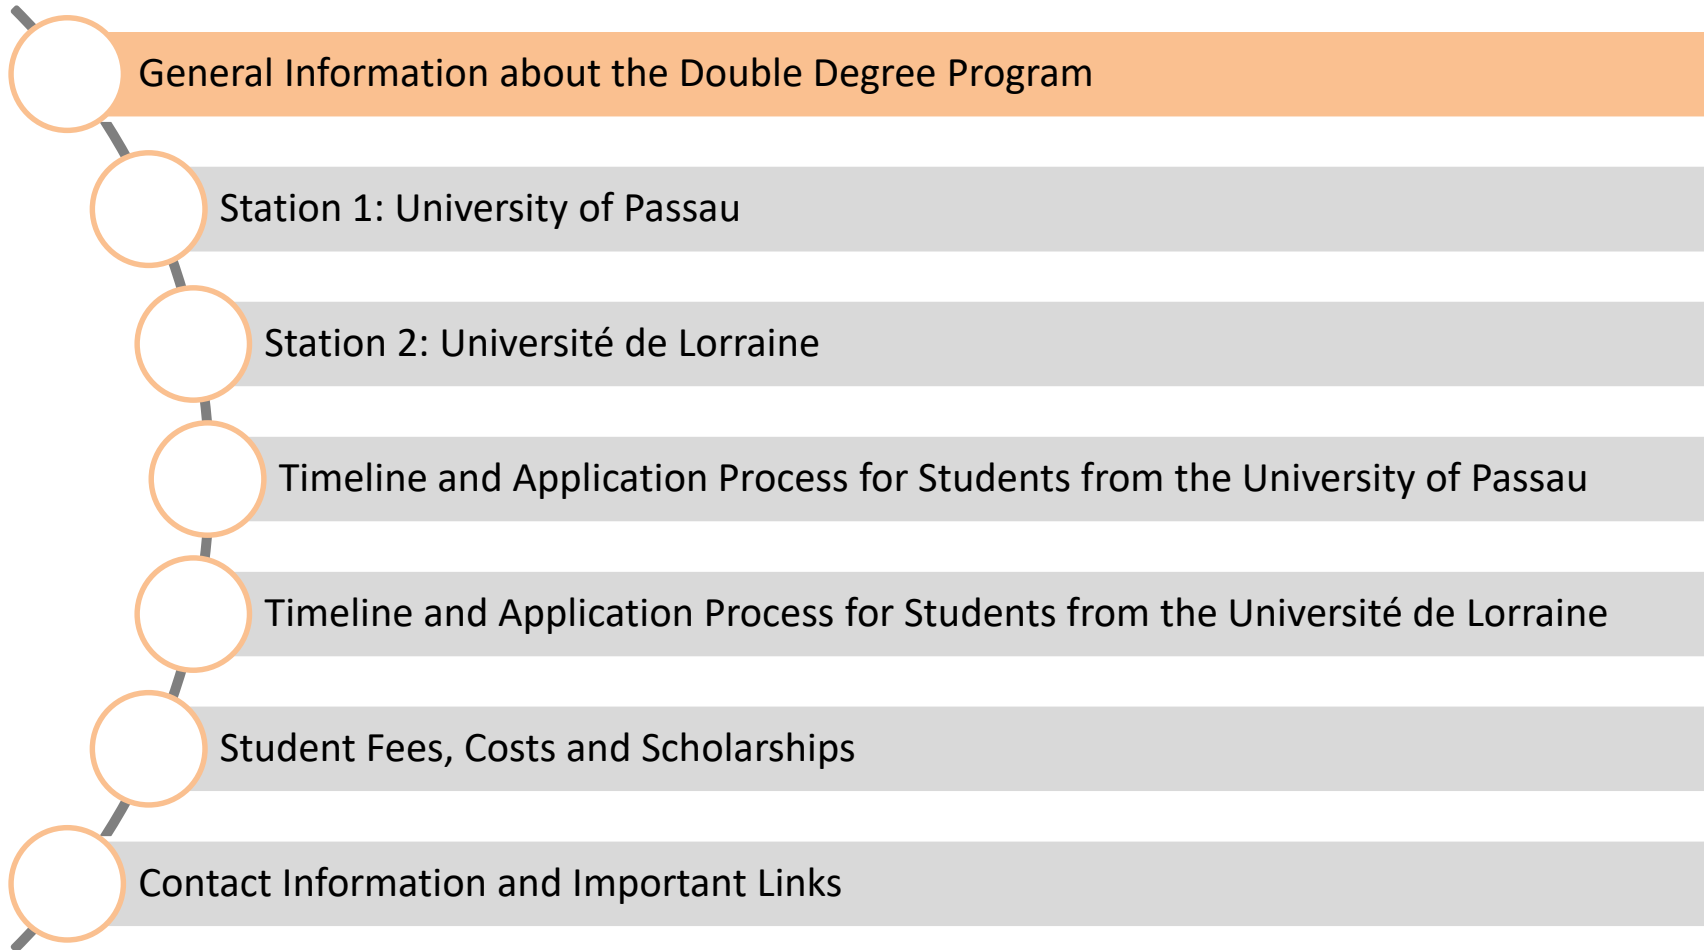 General Information about the Double Degree Program
Station 1: University of Passau
Station 2: Université de Lorraine
Timeline and Application Process for Students from the University of Passau
Timeline and Application Process for Students from the Université de Lorraine
Student Fees, Costs and Scholarships
Contact Information and Important Links